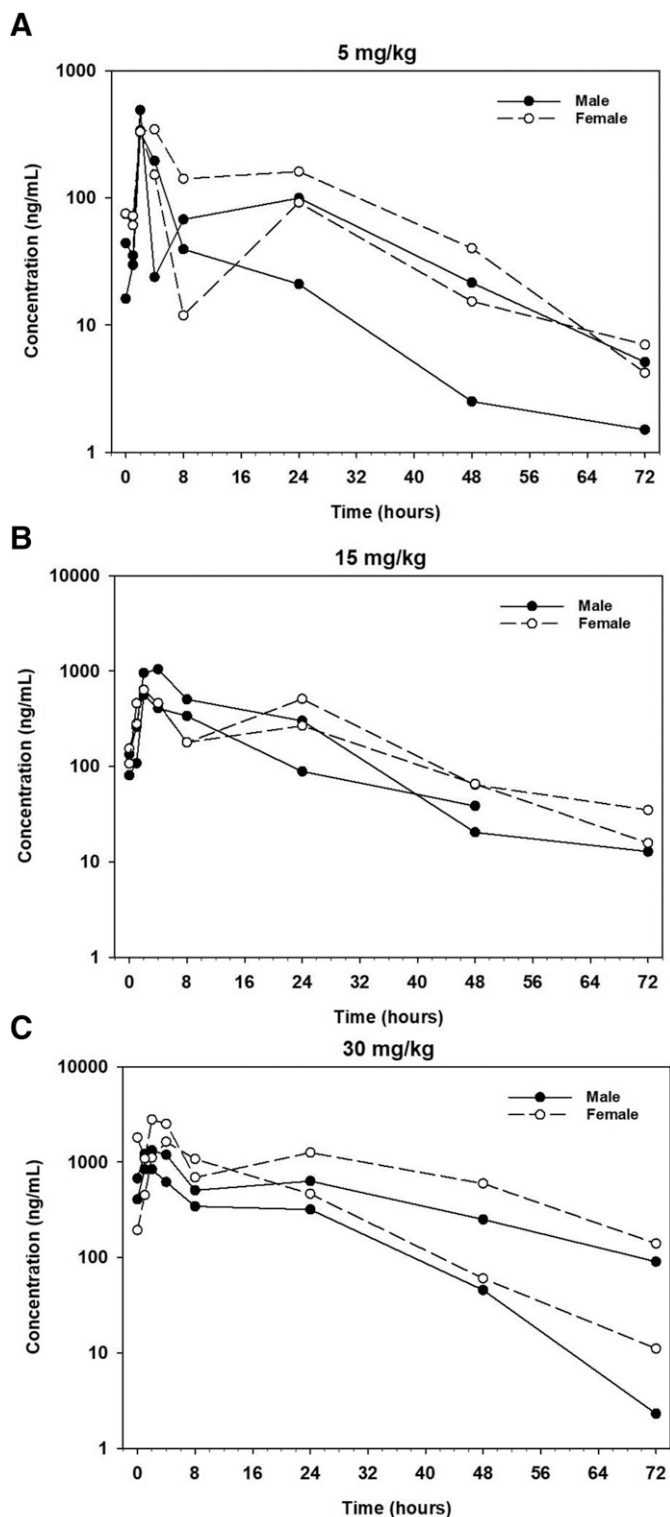 A
5 mg/kg
1000
100
10
1
Concentration (ng/mL)
Male
Female
0 8 16 24 32 40 48 56 64 72
Time (hours)
B
15 mg/kg
10000
1000
100
10
1
Concentration (ng/mL)
Male
Female
0 8 16 24 32 40 48 56 64 72
Time (hours)
C
30 mg/kg
10000
1000
100
10
1
Concentration (ng/mL)
Male
Female
0 8 16 24 32 40 48 56 64 72
Time (hours)